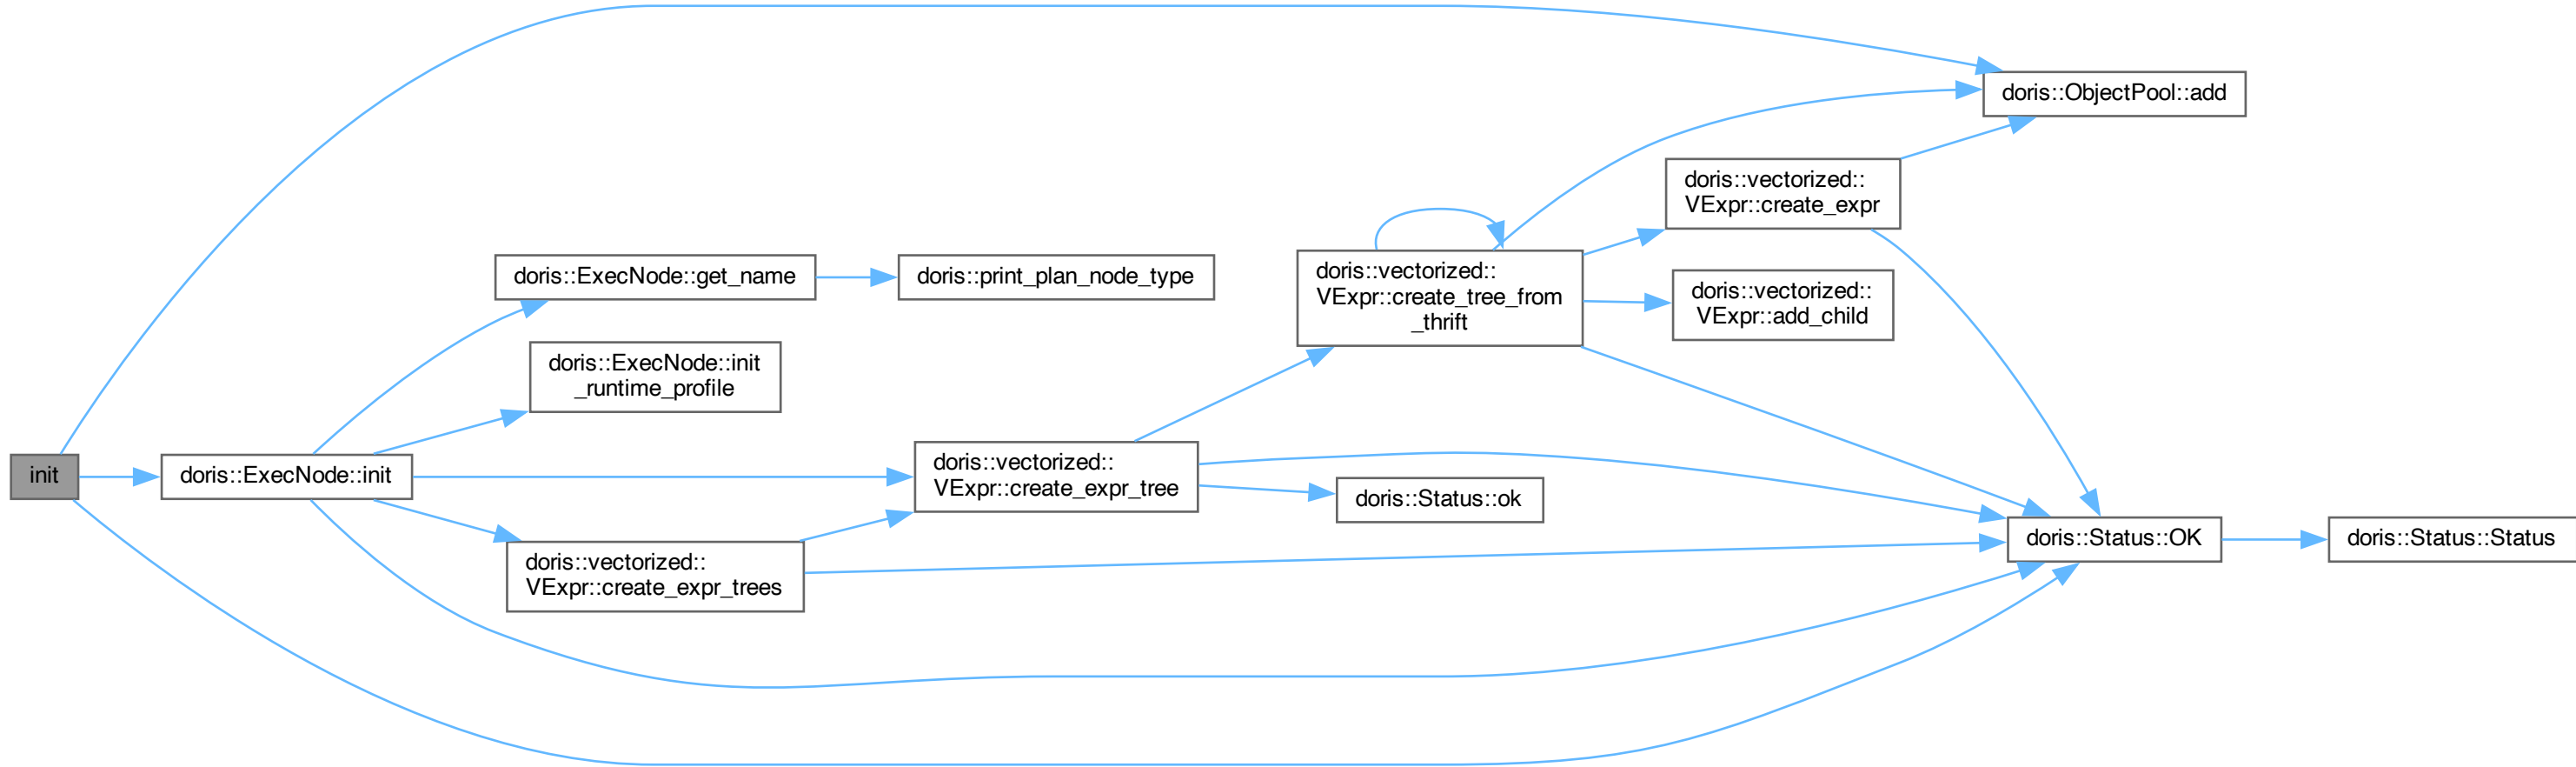 doris::ObjectPool::add
doris::vectorized::
VExpr::create_expr
doris::ExecNode::get_name
doris::print_plan_node_type
doris::vectorized::
VExpr::create_tree_from
_thrift
doris::vectorized::
VExpr::add_child
doris::ExecNode::init
_runtime_profile
init
doris::ExecNode::init
doris::vectorized::
VExpr::create_expr_tree
doris::Status::ok
doris::vectorized::
VExpr::create_expr_trees
doris::Status::OK
doris::Status::Status